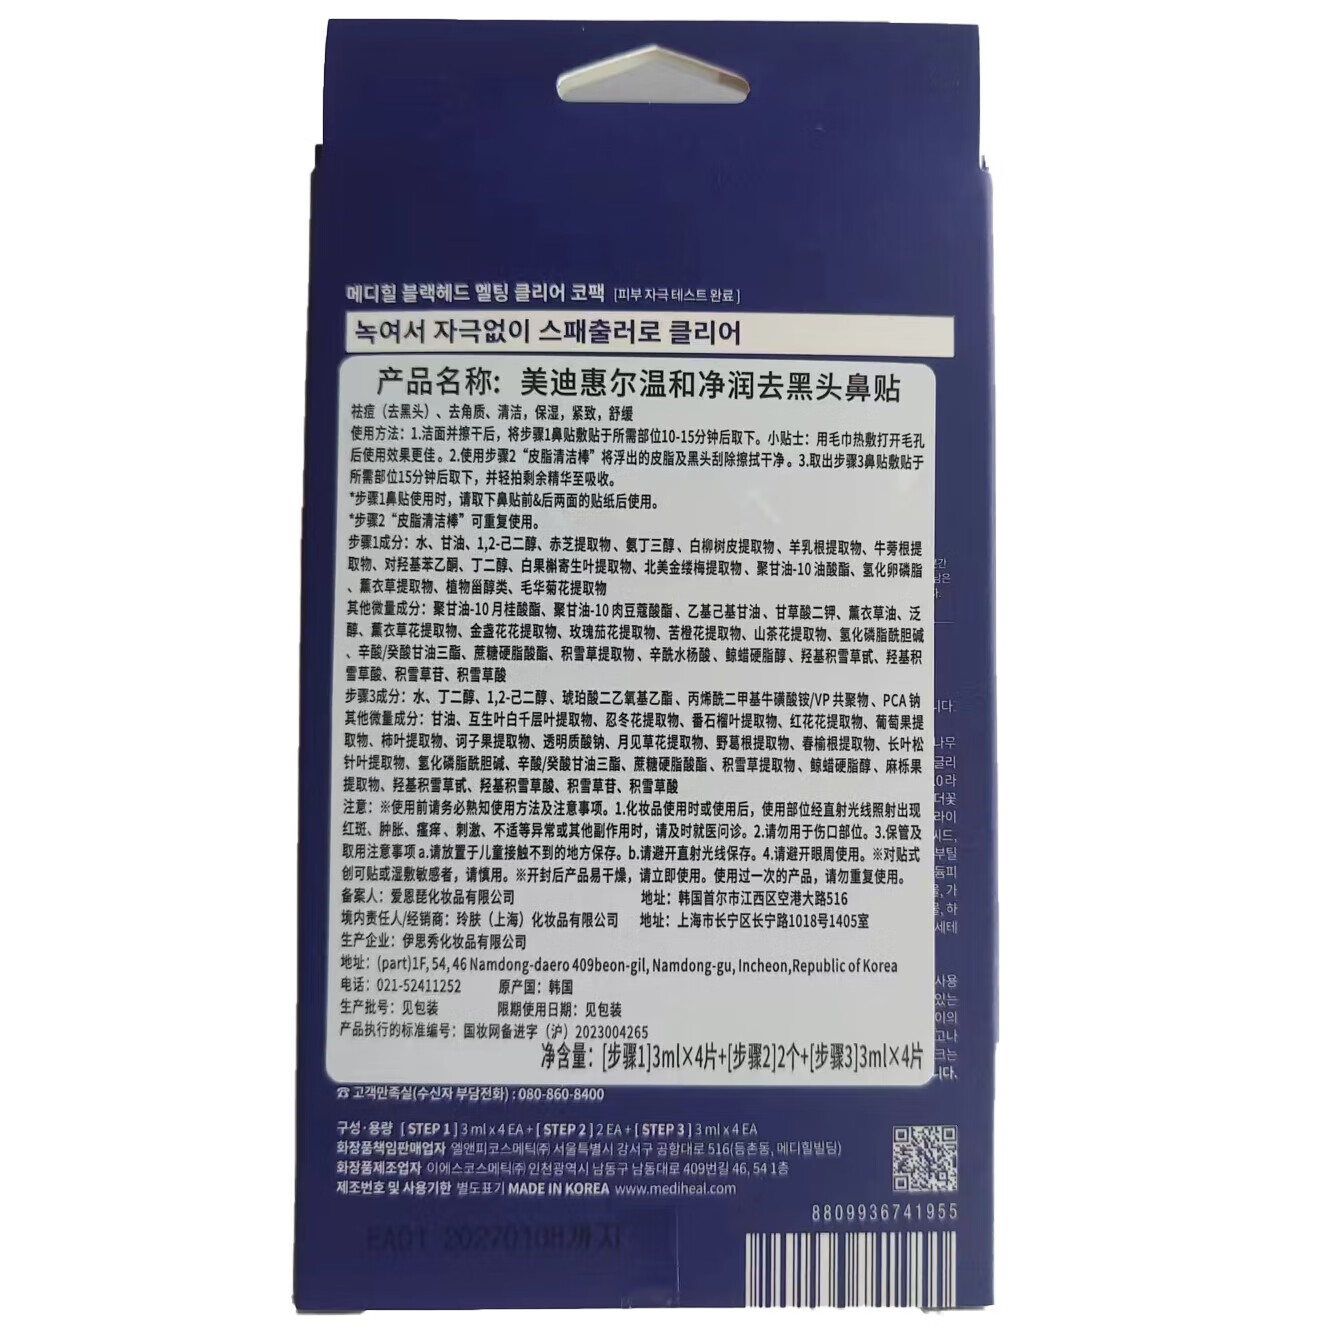 메디힐 블랙헤드 멜팅 클리어 코팩 [피부 자극 테스트 완료]
녹여서 자극없이 스패출러로 클리어
产品名称：美迪惠尔温和净润去黑头鼻贴
祛痘（去黑头）、去角质、清洁，保湿，紧致，舒缓
使用方法：1.洁面并擦干后，将步骤1鼻贴敷贴于所需部位10-15分钟后取下。小贴士：用毛巾热敷打开毛孔
后使用效果更佳。2.使用步骤2“皮脂清洁棒”将浮出的皮脂及黑头刮除擦拭干净。3.取出步骤3鼻贴敷贴于
所需部位15分钟后取下，并轻拍剩余精华至吸收。
*步骤1鼻贴使用时，请取下鼻贴前&后两面的贴纸后使用。
*步骤2“皮脂清洁棒”可重复使用。
步骤1成分：水、甘油、1,2-己二醇、赤芝提取物、氨丁三醇、白柳树皮提取物、羊乳根提取物、牛蒡根提
取物、对羟基苯乙酮、丁二醇、白果槲寄生叶提取物、北美金缕梅提取物、聚甘油-10 油酸酯、氢化卵磷脂
、薰衣草提取物、植物甾醇类、毛华菊花提取物
其他微量成分：聚甘油-10 月桂酸酯、聚甘油-10 肉豆蔻酸酯、乙基己基甘油、甘草酸二钾、薰衣草油、泛
醇、薰衣草花提取物、金盏花花提取物、玫瑰茄花提取物、苦橙花提取物、山茶花提取物、氢化磷脂酰胆碱
、辛酸/癸酸甘油三酯、蔗糖硬脂酸酯、积雪草提取物、辛酰水杨酸、鲸蜡硬脂醇、羟基积雪草甙、羟基积
雪草酸、积雪草苷、积雪草酸
步骤3成分：水、丁二醇、1,2-己二醇、琥珀酸二乙氧基乙酯、丙烯酰二甲基牛磺酸铵/VP 共聚物、PCA 钠
其他微量成分：甘油、互生叶白千层叶提取物、忍冬花提取物、番石榴叶提取物、红花花提取物、葡萄果提
取物、柿叶提取物、诃子果提取物、透明质酸钠、月见草花提取物、野葛根提取物、春榆根提取物、长叶松
针叶提取物、氢化磷脂酰胆碱、辛酸/癸酸甘油三酯、蔗糖硬脂酸酯、积雪草提取物、鲸蜡硬脂醇、麻栎果
提取物、羟基积雪草甙、羟基积雪草酸、积雪草苷、积雪草酸
注意：※使用前请务必熟知使用方法及注意事项。1.化妆品使用时或使用后，使用部位经直射光线照射出现
红斑、肿胀、瘙痒、刺激、不适等异常或其他副作用时，请及时就医问诊。2.请勿用于伤口部位。3.保管及
取用注意事项 a.请放置于儿童接触不到的地方保存。b.请避开直射光线保存。4.请避开眼周使用。※对贴式
创可贴或湿敷敏感者，请慎用。※开封后产品易干燥，请立即使用。使用过一次的产品，请勿重复使用。
备案人：爱恩琵化妆品有限公司 地址：韩国首尔市江西区空港大路516
境内责任人/经销商：玲肤（上海）化妆品有限公司 地址：上海市长宁区长宁路1018号1405室
生产企业：伊思秀化妆品有限公司
地址：(part)1F, 54, 46 Namdong-daero 409beon-gil, Namdong-gu, Incheon,Republic of Korea
电话：021-52411252 原产国：韩国
生产批号：见包装 限期使用日期：见包装
产品执行的标准编号：国妆网备进字（沪）2023004265
净含量：[步骤1]3ml×4片+[步骤2]2个+[步骤3]3ml×4片
☎ 고객만족실(수신자 부담전화) : 080-860-8400
구성·용량 [ STEP 1 ] 3 ml x 4 EA + [ STEP 2 ] 2 EA + [ STEP 3 ] 3 ml x 4 EA
화장품책임판매업자 엘앤피코스메틱㈜ 서울특별시 강서구 공항대로 516(등촌동, 메디힐빌딩)
화장품제조업자 이에스코스메틱㈜ 인천광역시 남동구 남동대로 409번길 46, 54 1층
제조번호 및 사용기한 별도표기 MADE IN KOREA www.mediheal.com
8809936741955
EA01 20270108까지